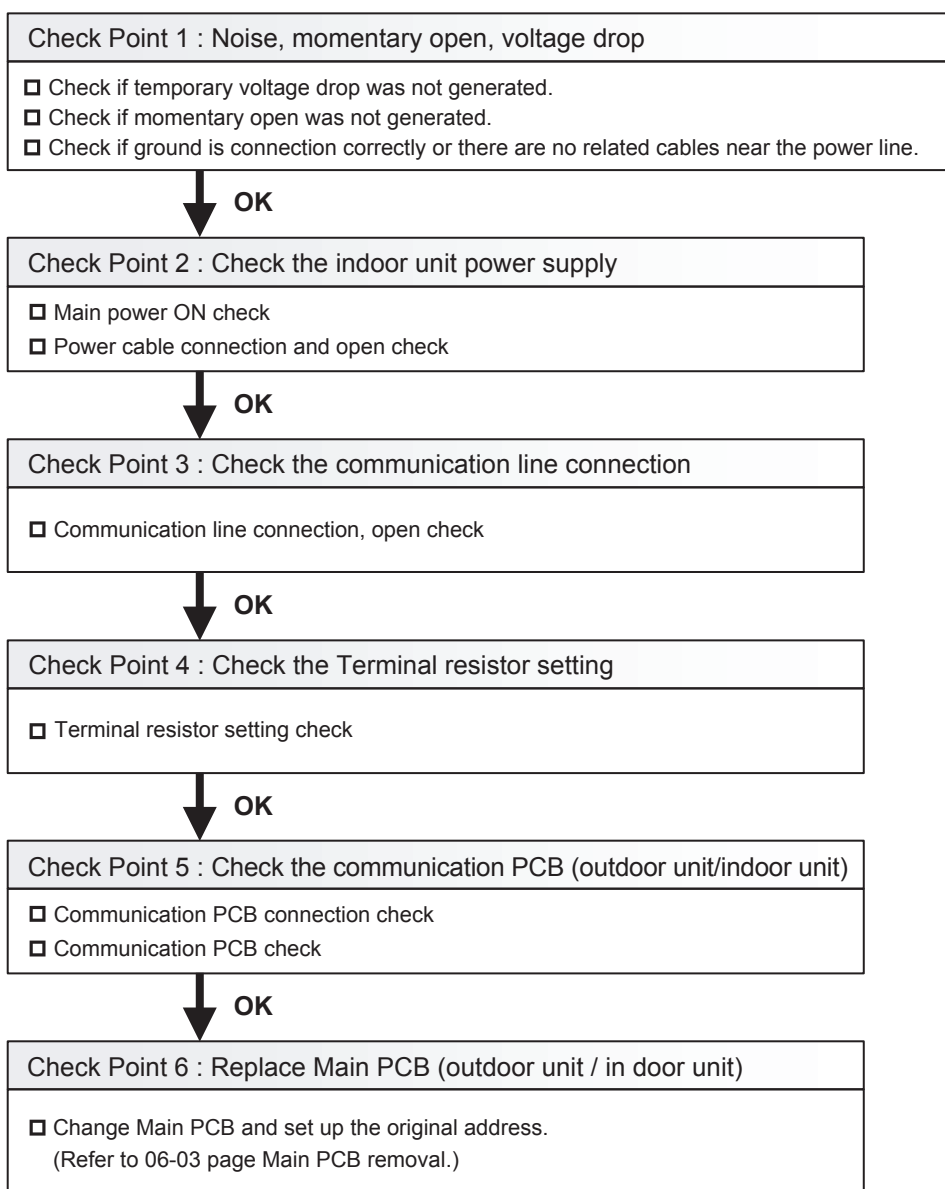 Check Point 1 : Noise, momentary open, voltage drop
Check if temporary voltage drop was not generated.
Check if momentary open was not generated.
Check if ground is connection correctly or there are no related cables near the power line.
OK
Check Point 2 : Check the indoor unit power supply
Main power ON check
Power cable connection and open check
OK
Check Point 3 : Check the communication line connection
Communication line connection, open check
OK
Check Point 4 : Check the Terminal resistor setting
Terminal resistor setting check
OK
Check Point 5 : Check the communication PCB (outdoor unit/indoor unit)
Communication PCB connection check
Communication PCB check
OK
Check Point 6 : Replace Main PCB (outdoor unit / in door unit)
Change Main PCB and set up the original address.
(Refer to 06-03 page Main PCB removal.)